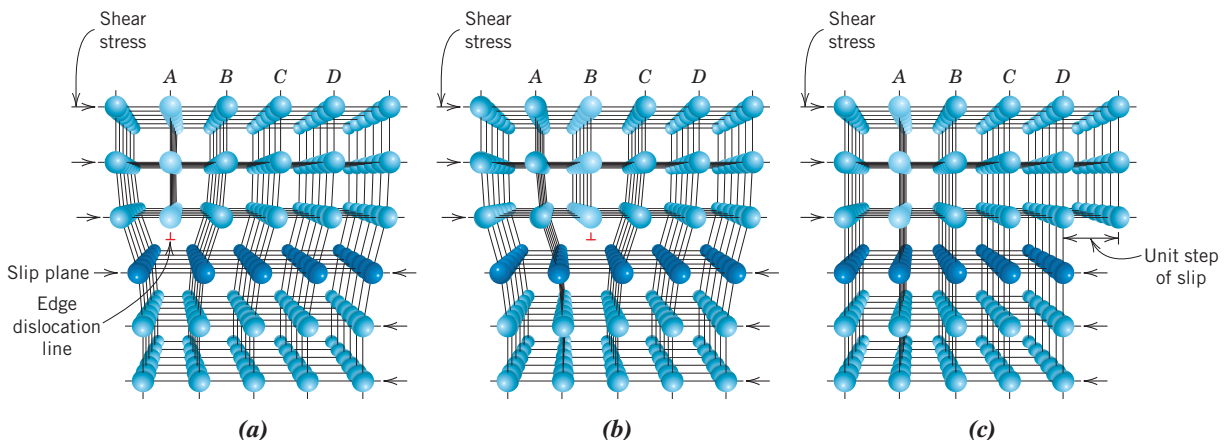 Shear
stress
A B C D
Slip plane
Edge
dislocation
line
(a)
Shear
stress
A B C D
(b)
Shear
stress
A B C D
Unit step
of slip
(c)